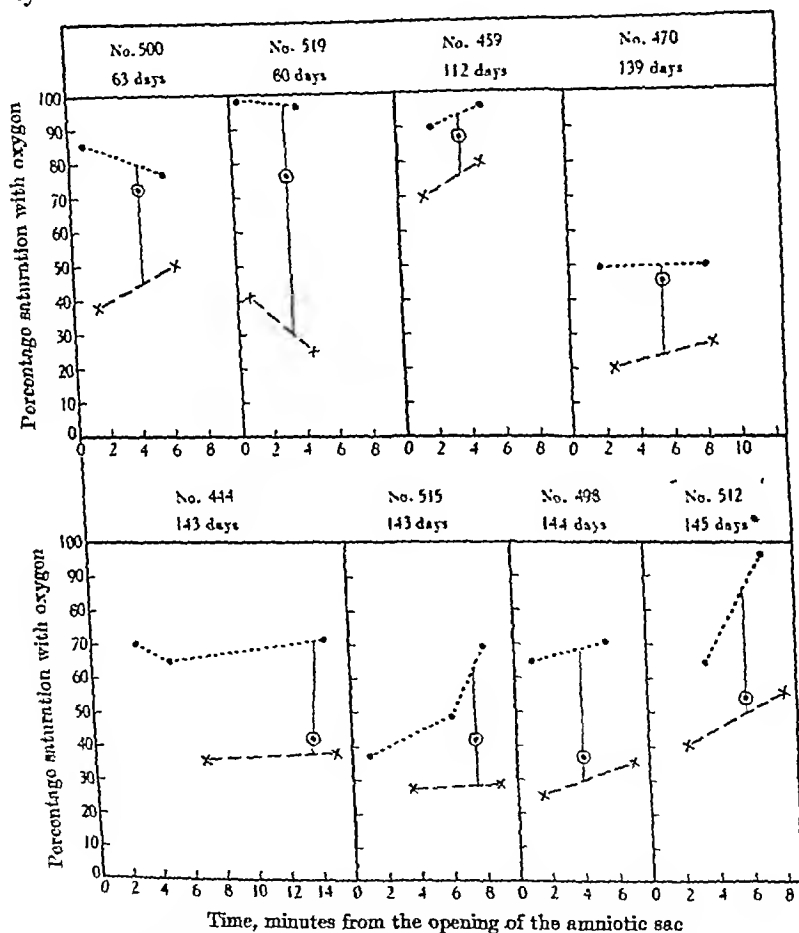 No. 500 No. 519 No. 459 No. 470
63 days 60 days 112 days 139 days
Porcontago saturation with oxygen
100
90
80
70
60
50
40
30
20
10
0
0 2 4 6 8 0 2 4 6 8 0 2 4 6 8 0 2 4 6 8 10
No. 444 No. 515 No. 498 No. 512
143 days 143 days 144 days 145 days
Porcontago saturation with oxygen
100
90
80
70
60
50
40
30
20
10
0
0 2 4 6 8 10 12 14 0 2 4 6 8 0 2 4 6 8 0 2 4 6 8
Time, minutes from the opening of the amniotic sac